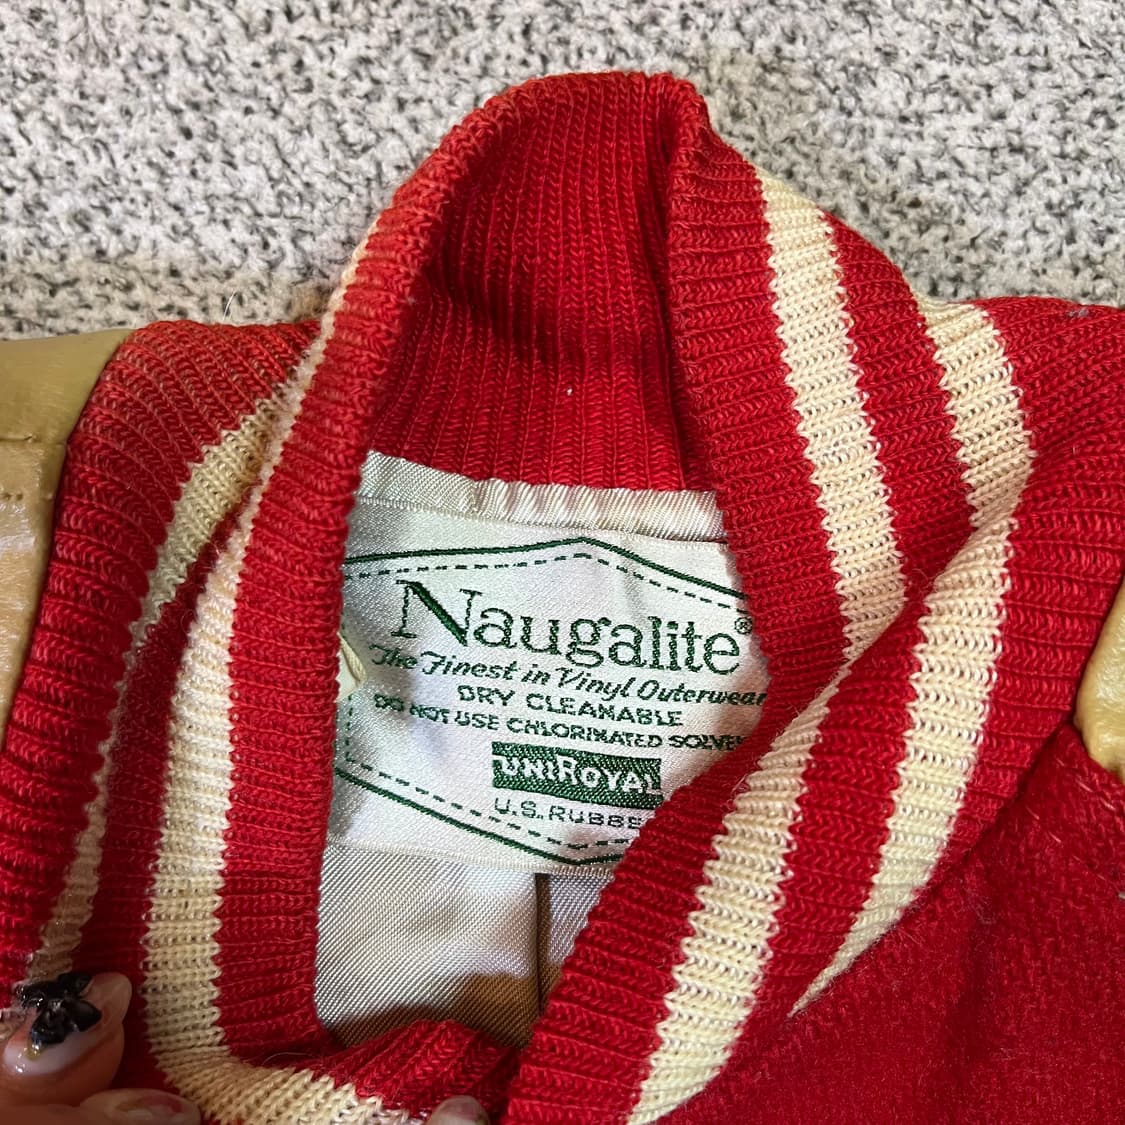 Naugalite®
The Finest in Vinyl Outerwear
DRY CLEANABLE
DO NOT USE CHLORINATED SOLVE
UNIROYAL
U.S. RUBBE